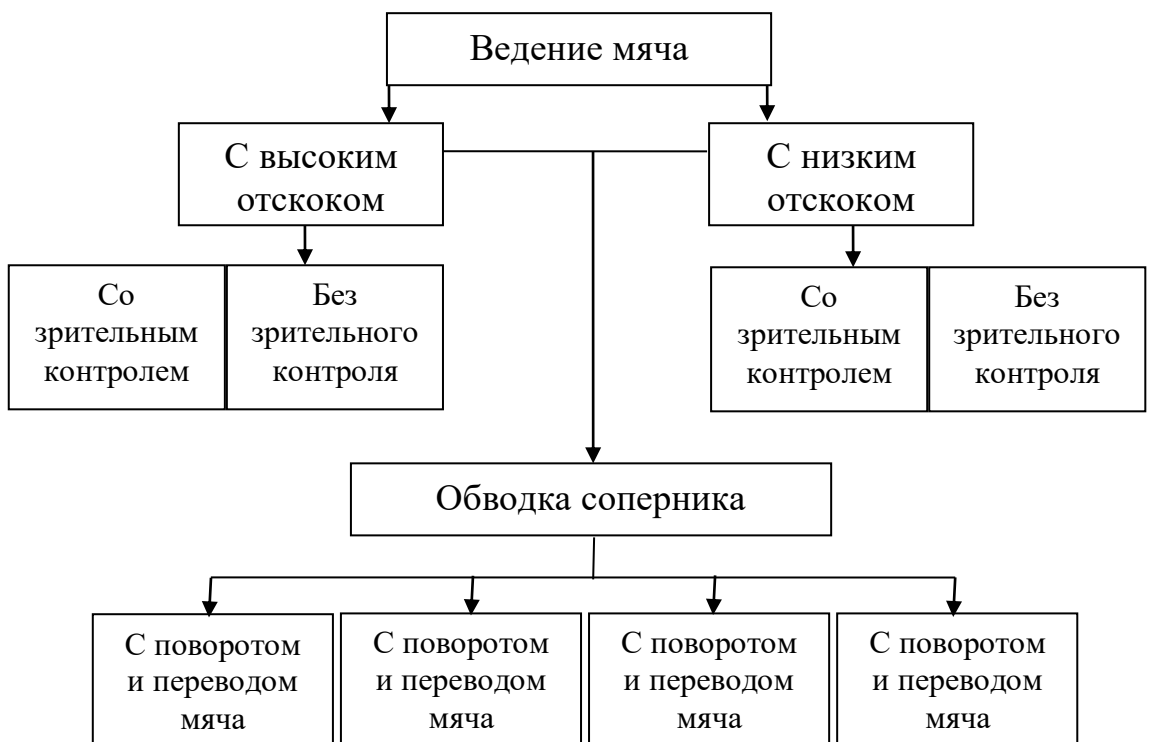 Ведение мяча
С высоким
отскоком
С низким
отскоком
Со
зрительным
контролем
Без
зрительного
контроля
Со
зрительным
контролем
Без
зрительного
контроля
Обводка соперника
С поворотом
и переводом
мяча
С поворотом
и переводом
мяча
С поворотом
и переводом
мяча
С поворотом
и переводом
мяча